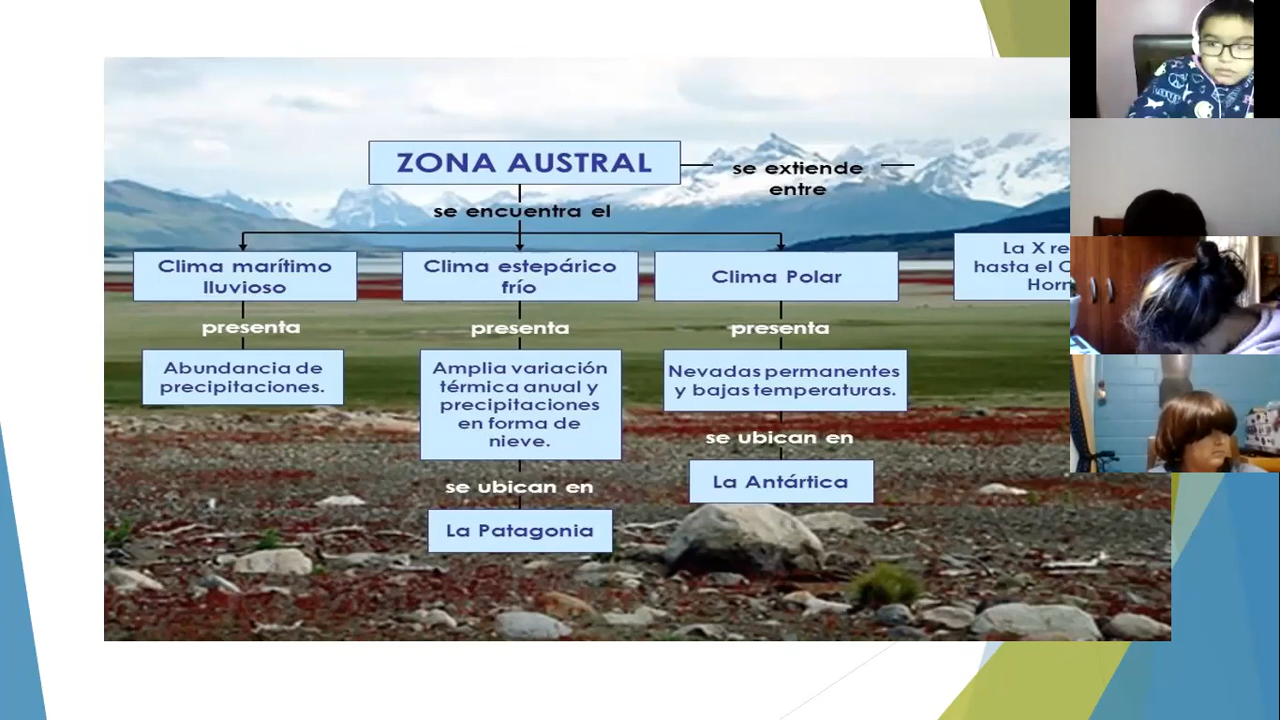 ZONA AUSTRAL
se extiende
entre
se encuentra el
La X
hasta el
Clima marítimo
lluvioso
Clima estepárico
frío
Clima Polar
presenta
presenta
presenta
Abundancia de
precipitaciones.
Amplia variación
térmica anual y
precipitaciones
en forma de
nieve.
Nevadas permanentes
y bajas temperaturas.
se ubican en
La Patagonia
se ubican en
La Antártica